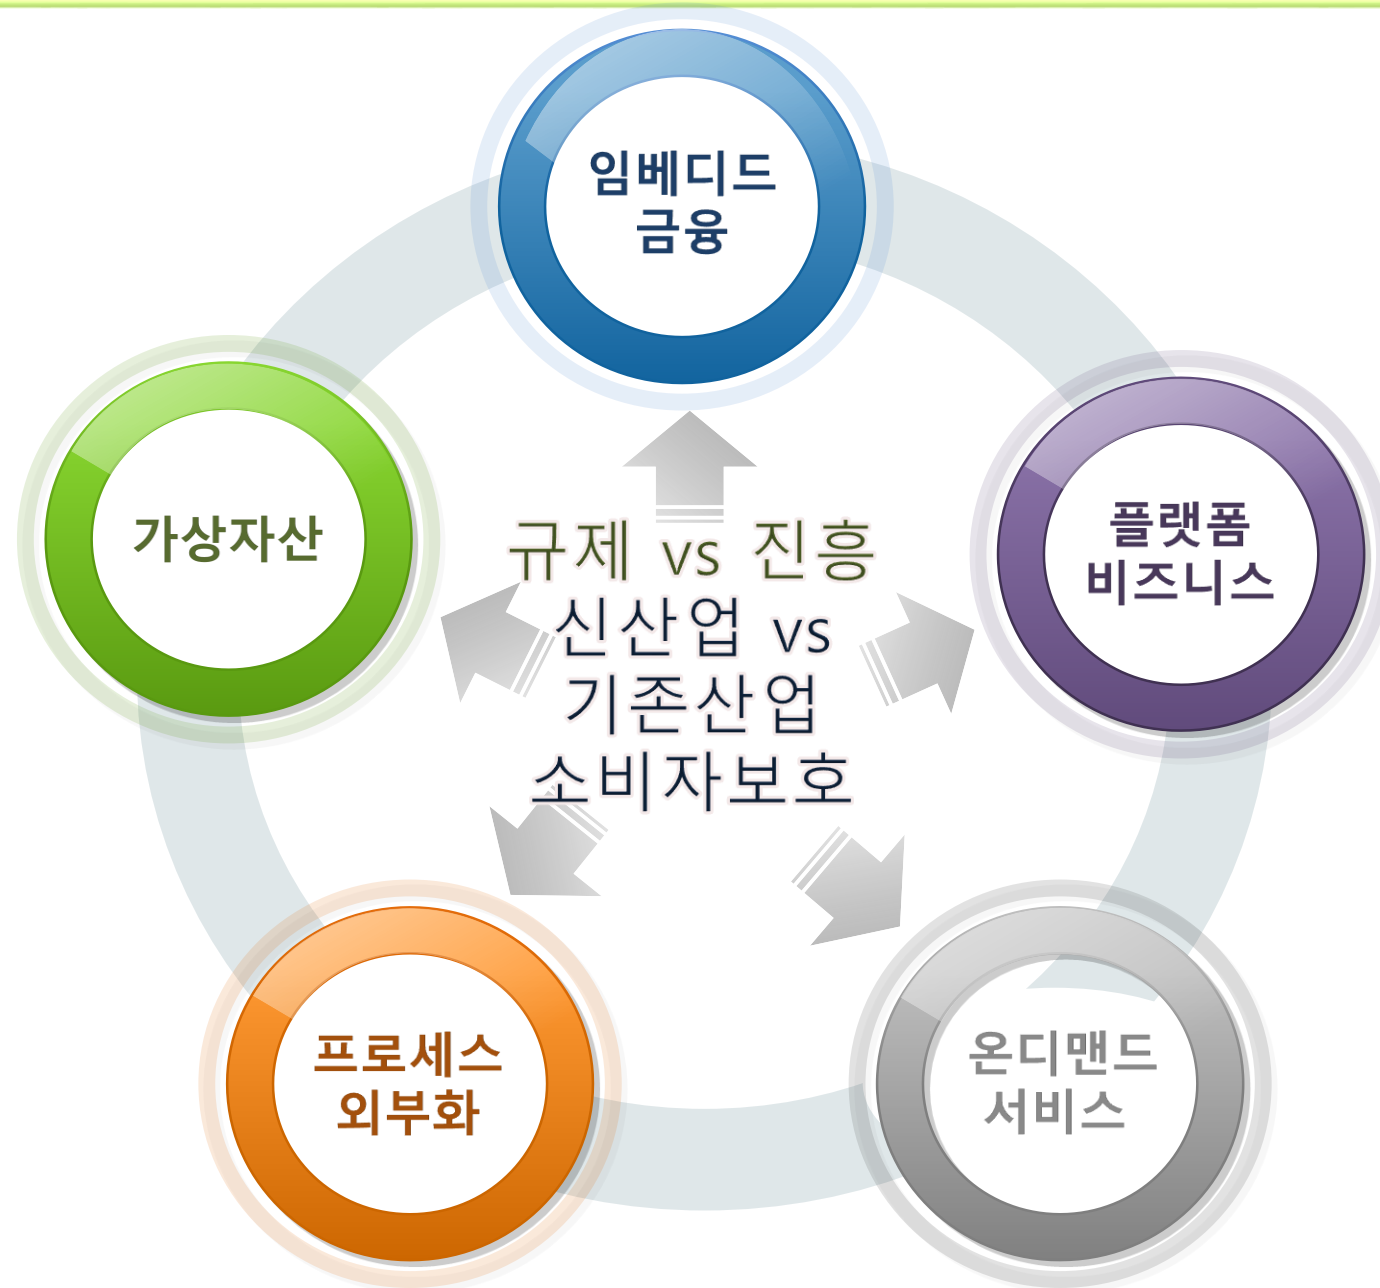 임베디드
금융
가상자산
플랫폼
비즈니스
규제 vs 진흥
신산업 vs
기존산업
소비자보호
프로세스
외부화
온디맨드
서비스